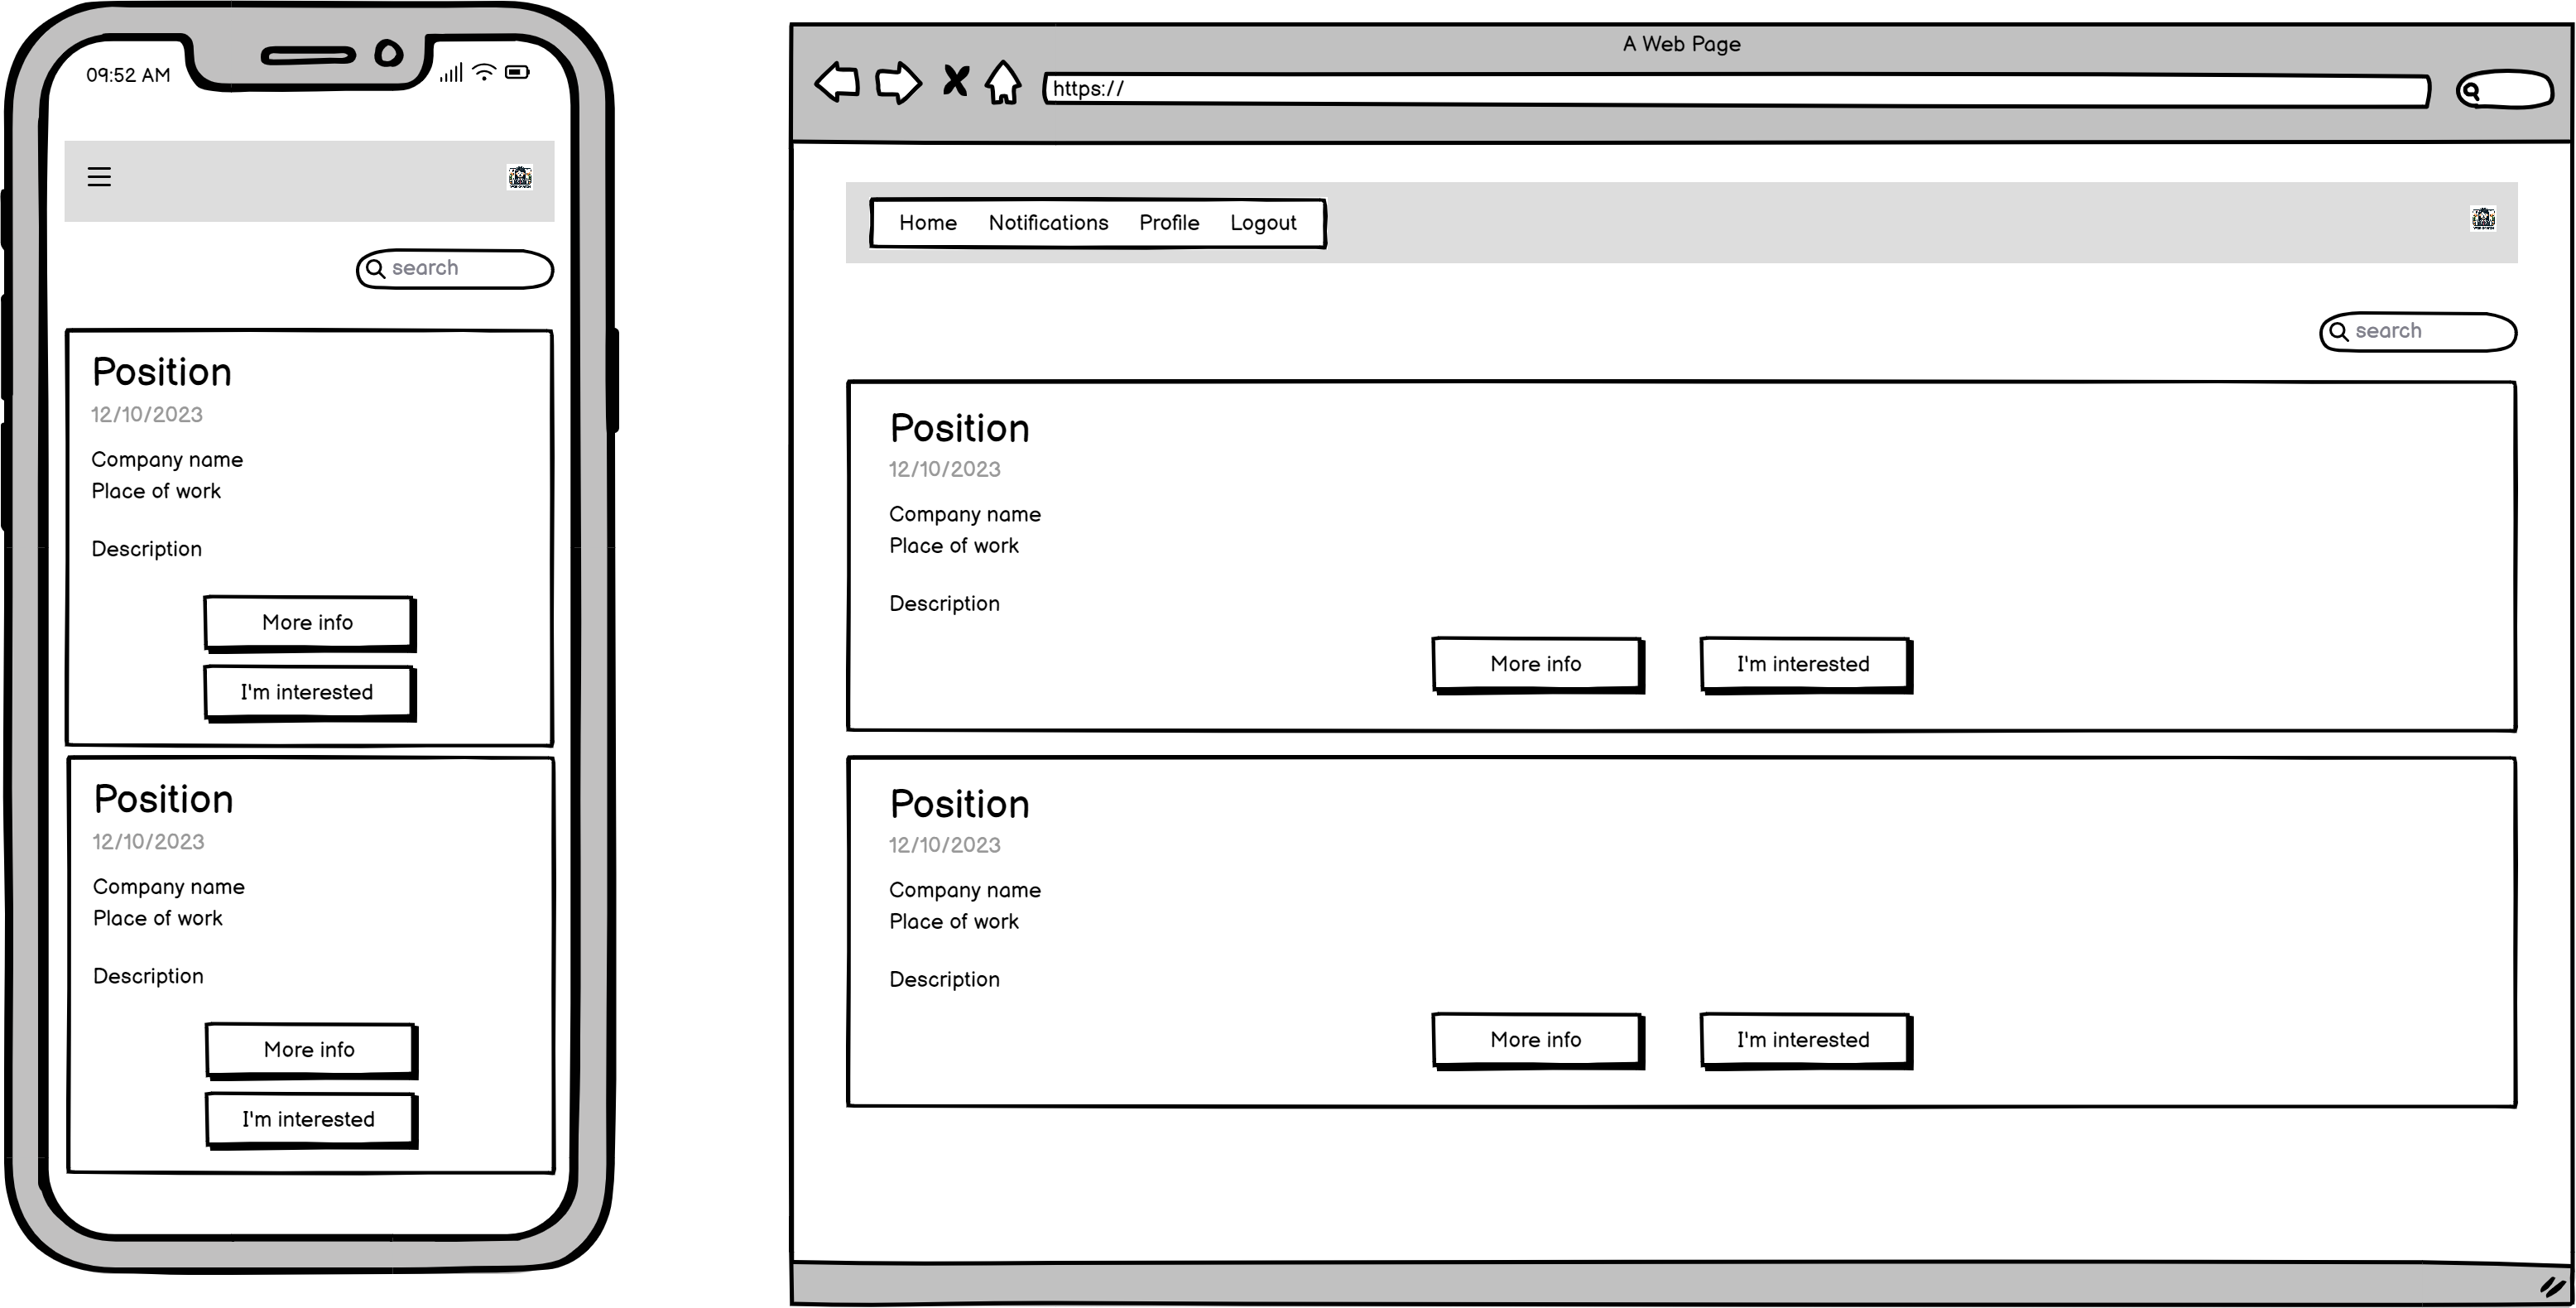 09:52 AM
search
Position
12/10/2023
Company name
Place of work
Description
More info
I'm interested
Position
12/10/2023
Company name
Place of work
Description
More info
I'm interested
A Web Page
https://
Home Notifications Profile Logout
search
Position
12/10/2023
Company name
Place of work
Description
More info I'm interested
Position
12/10/2023
Company name
Place of work
Description
More info I'm interested